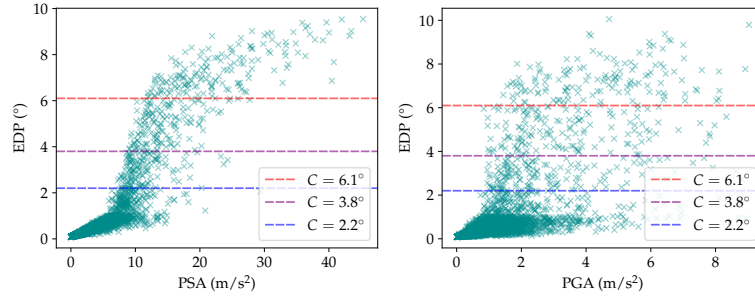 10
8
6
4
2
0
EDP (°)
0
10
20
30
40
PSA (m/s²)
C = 6.1°
C = 3.8°
C = 2.2°
10
8
6
4
2
0
EDP (°)
0
2
4
6
8
PGA (m/s²)
C = 6.1°
C = 3.8°
C = 2.2°